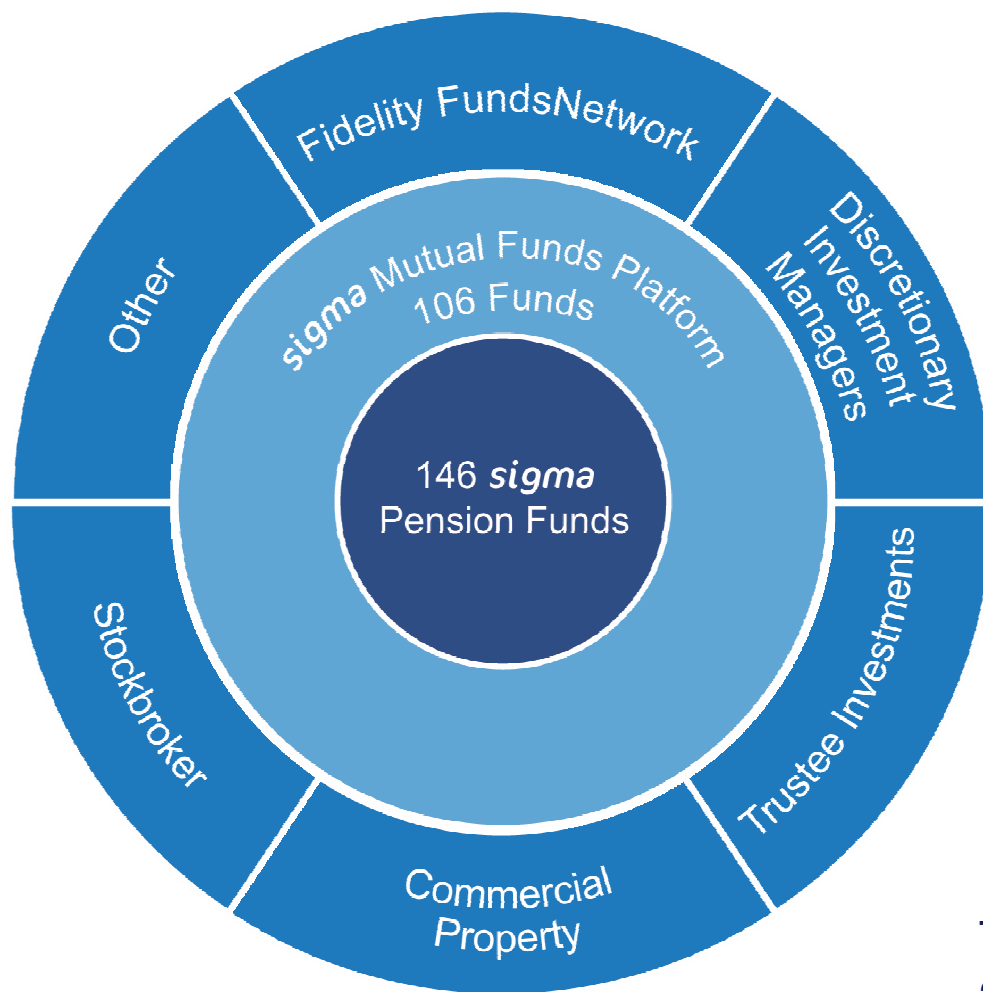 Fidelity FundsNetwork
Discretionary
Investment
Managers
Trustee Investments
Commercial
Property
Stockbroker
Other
sigma Mutual Funds Platform
106 Funds
146 sigma
Pension Funds